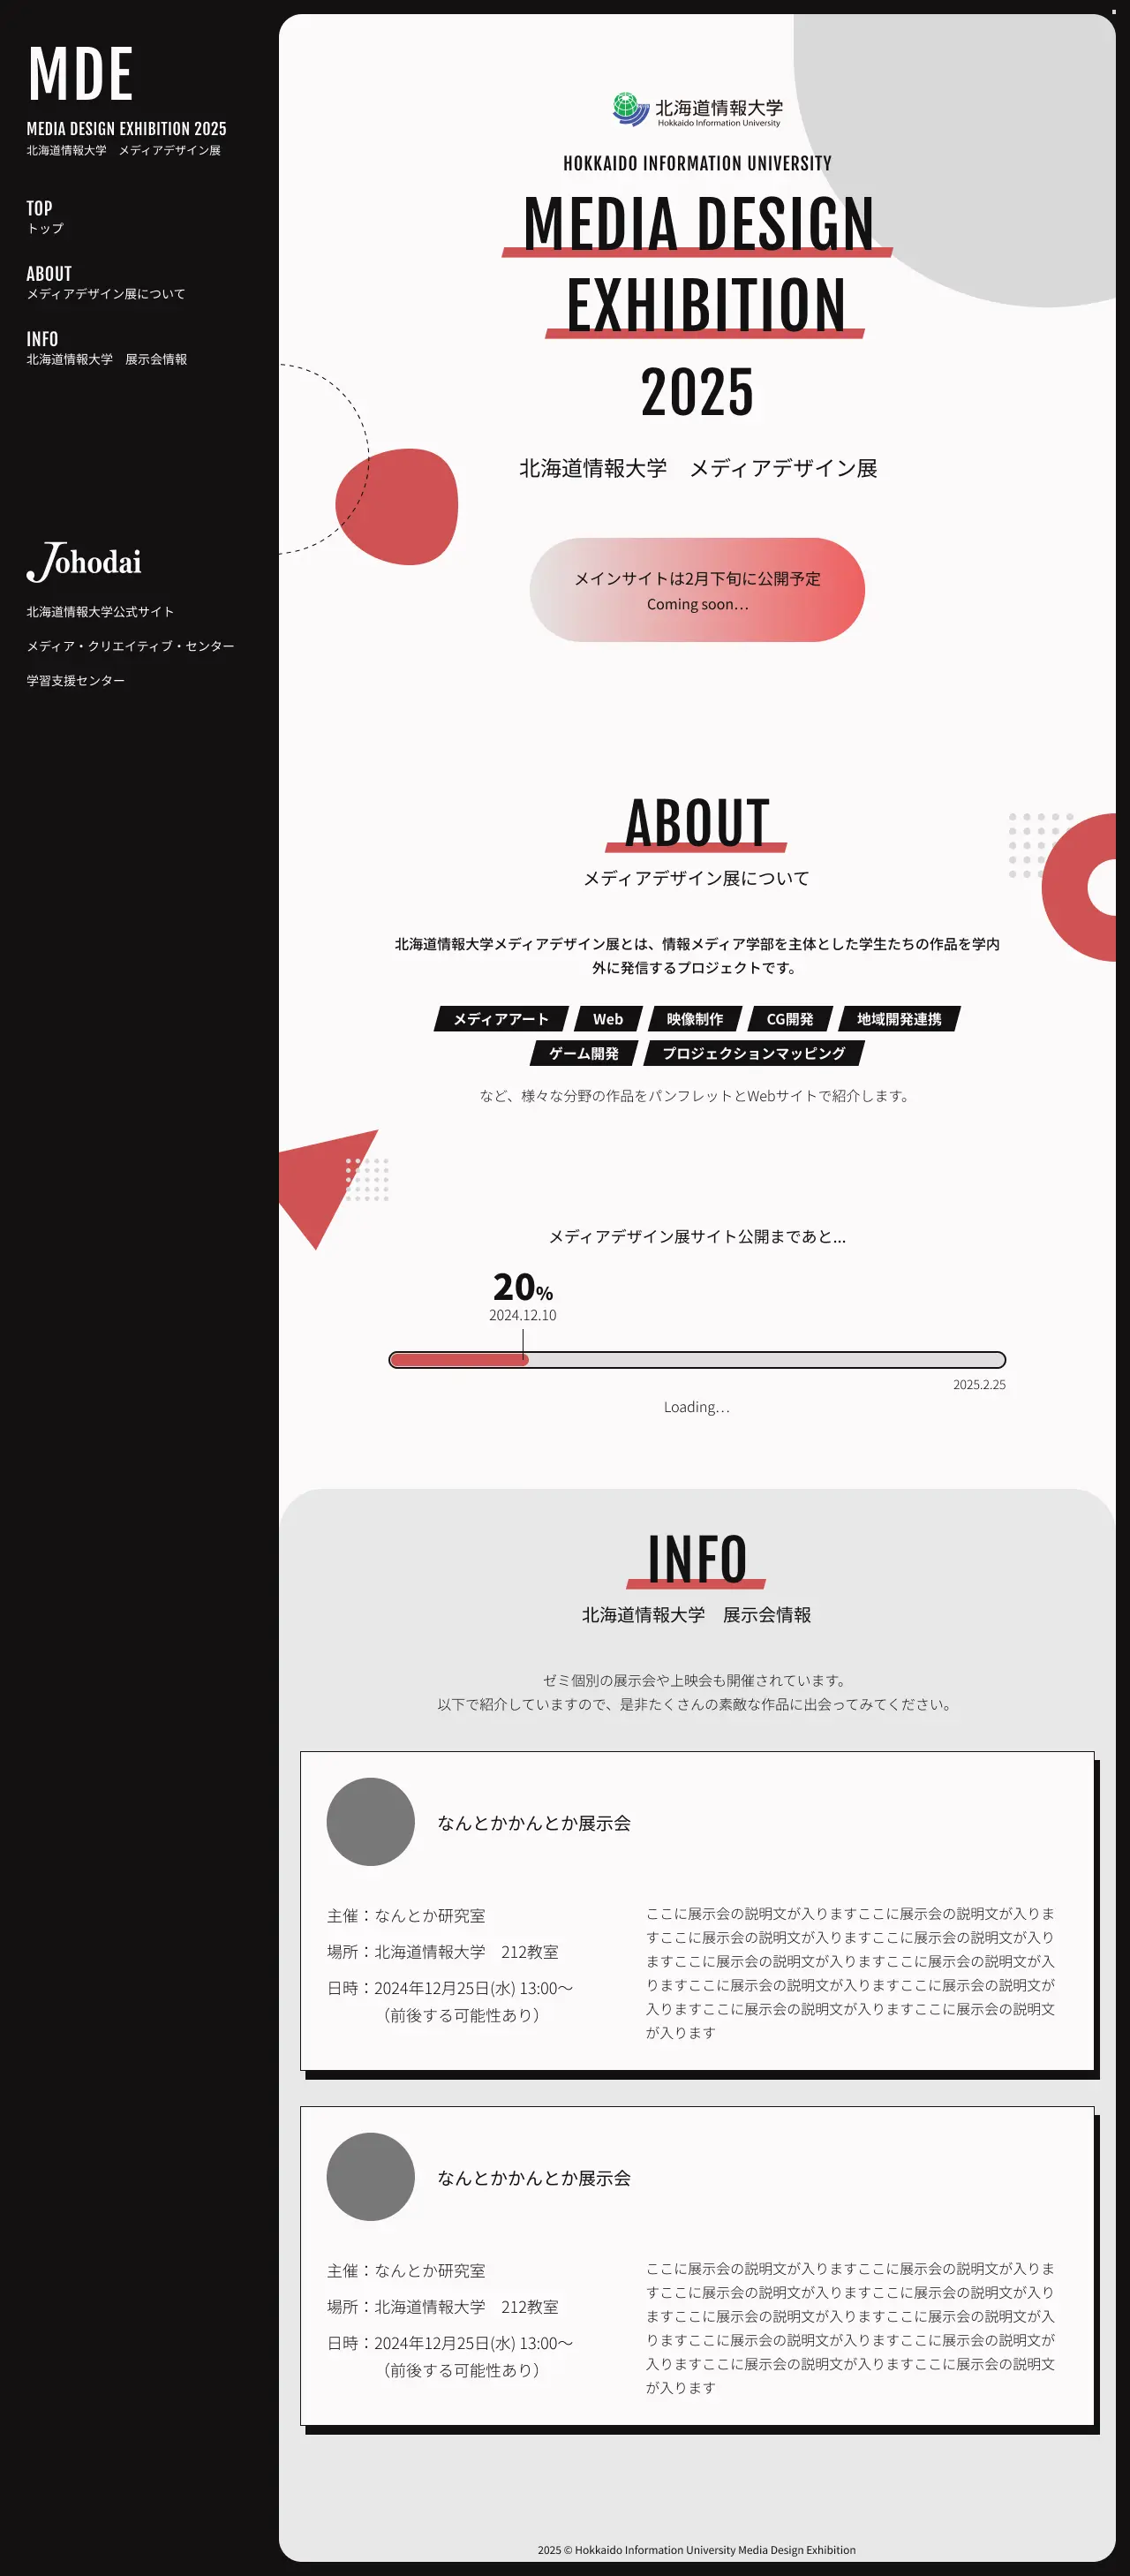 MDE
MEDIA DESIGN EXHIBITION 2025
北海道情報大学　メディアデザイン展
TOP
トップ
ABOUT
メディアデザイン展について
INFO
北海道情報大学　展示会情報
Johodai
北海道情報大学公式サイト
メディア・クリエイティブ・センター
学習支援センター
北海道情報大学
Hokkaido Information University
HOKKAIDO INFORMATION UNIVERSITY
MEDIA DESIGN
EXHIBITION
2025
北海道情報大学　メディアデザイン展
メインサイトは2月下旬に公開予定
Coming soon…
ABOUT
メディアデザイン展について
北海道情報大学メディアデザイン展とは、情報メディア学部を主体とした学生たちの作品を学内
外に発信するプロジェクトです。
メディアアート Web 映像制作 CG開発 地域開発連携
ゲーム開発 プロジェクションマッピング
など、様々な分野の作品をパンフレットとWebサイトで紹介します。
メディアデザイン展サイト公開まであと...
20%
2024.12.10
2025.2.25
Loading…
INFO
北海道情報大学　展示会情報
ゼミ個別の展示会や上映会も開催されています。
以下で紹介していますので、是非たくさんの素敵な作品に出会ってみてください。
なんとかかんとか展示会
主催：なんとか研究室
場所：北海道情報大学　212教室
日時：2024年12月25日(水) 13:00〜
（前後する可能性あり）
ここに展示会の説明文が入りますここに展示会の説明文が入りま
すここに展示会の説明文が入りますここに展示会の説明文が入り
ますここに展示会の説明文が入りますここに展示会の説明文が入
りますここに展示会の説明文が入りますここに展示会の説明文が
入りますここに展示会の説明文が入りますここに展示会の説明文
が入ります
なんとかかんとか展示会
主催：なんとか研究室
場所：北海道情報大学　212教室
日時：2024年12月25日(水) 13:00〜
（前後する可能性あり）
ここに展示会の説明文が入りますここに展示会の説明文が入りま
すここに展示会の説明文が入りますここに展示会の説明文が入り
ますここに展示会の説明文が入りますここに展示会の説明文が入
りますここに展示会の説明文が入りますここに展示会の説明文が
入りますここに展示会の説明文が入りますここに展示会の説明文
が入ります
2025 © Hokkaido Information University Media Design Exhibition